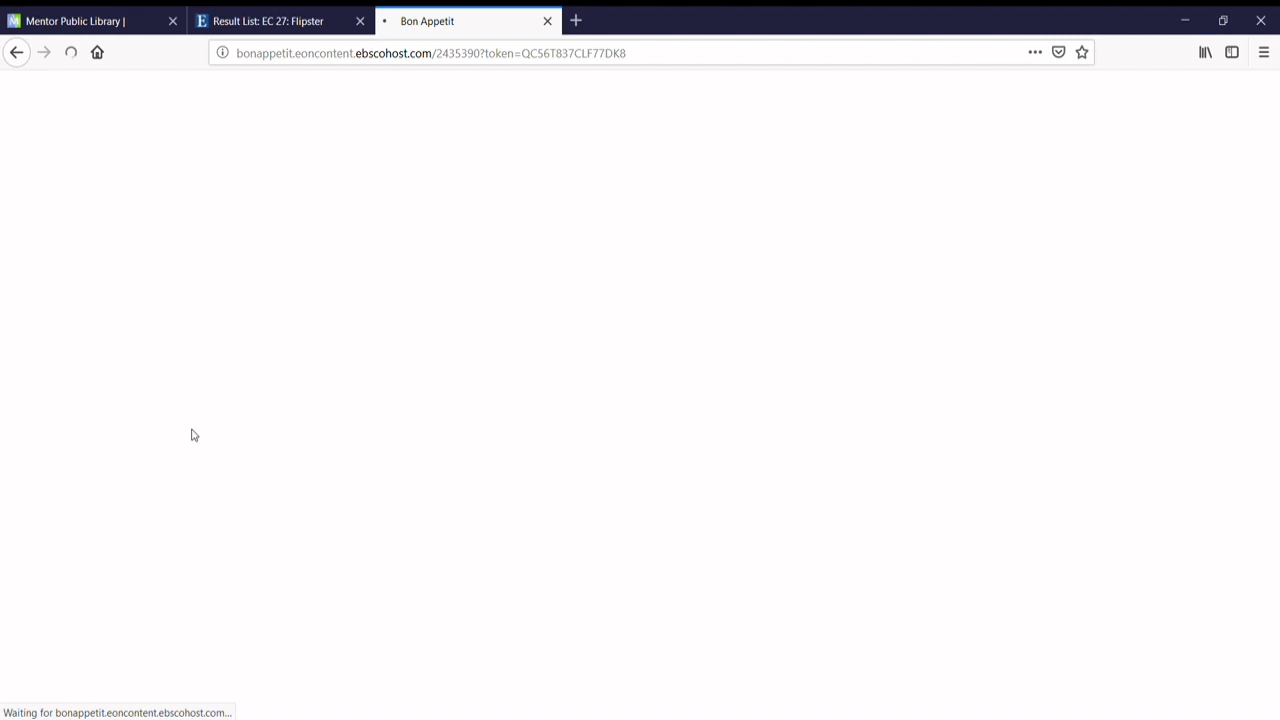 Mentor Public Library |
Result List: EC 27: Flipster
Bon Appetit
bonappetit.eoncontent.ebscohost.com/2435390?token=QC56T837CLF77DK8
Waiting for bonappetit.eoncontent.ebscohost.com...